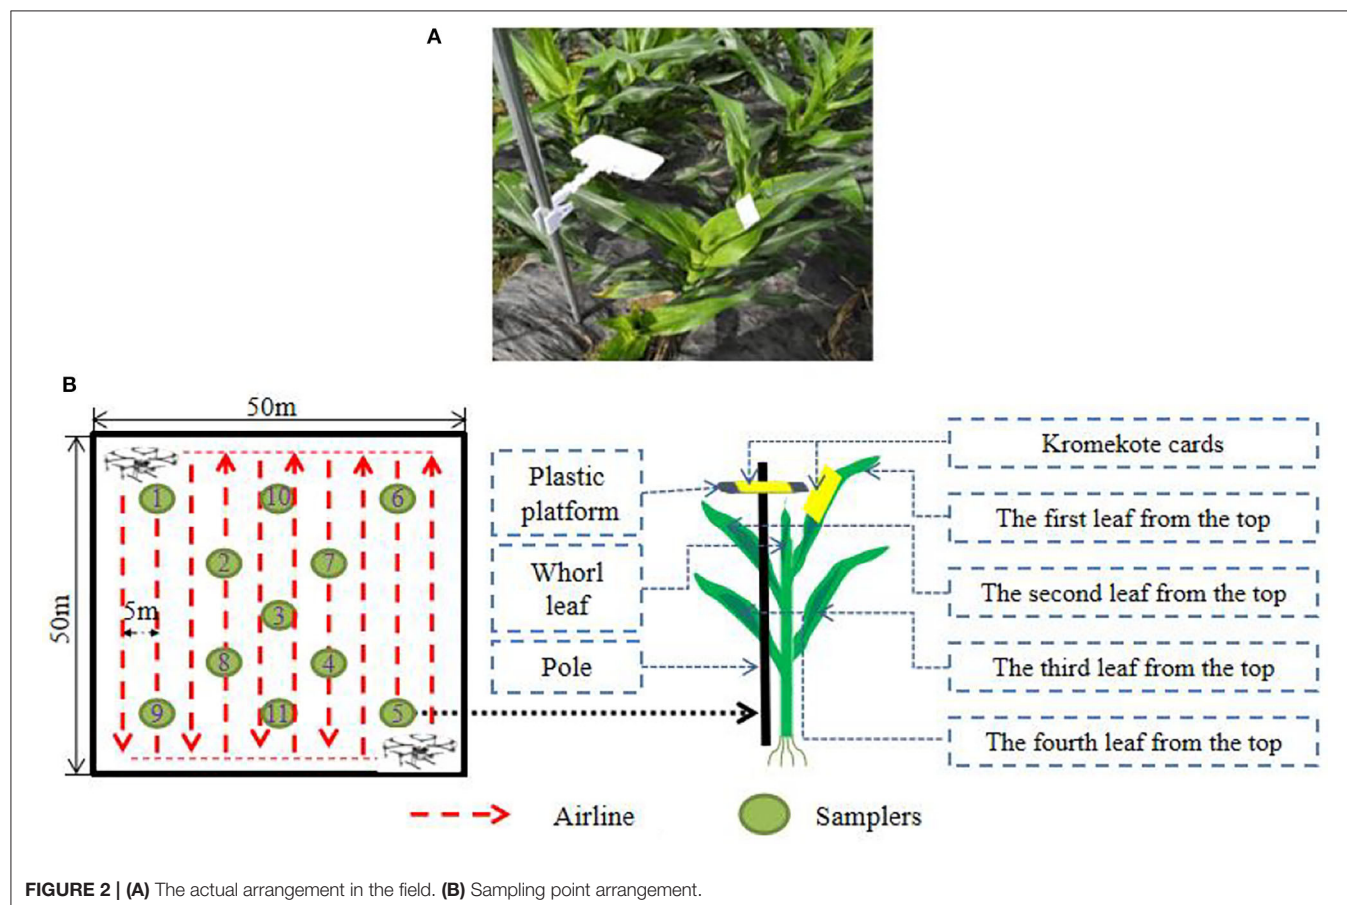 A
B
50m
50m
5m
1
10
6
2
7
3
8
4
9
11
5
Plastic
platform
Whorl
leaf
Pole
Kromekote cards
The first leaf from the top
The second leaf from the top
The third leaf from the top
The fourth leaf from the top
Airline
Samplers
FIGURE 2 | (A) The actual arrangement in the field. (B) Sampling point arrangement.